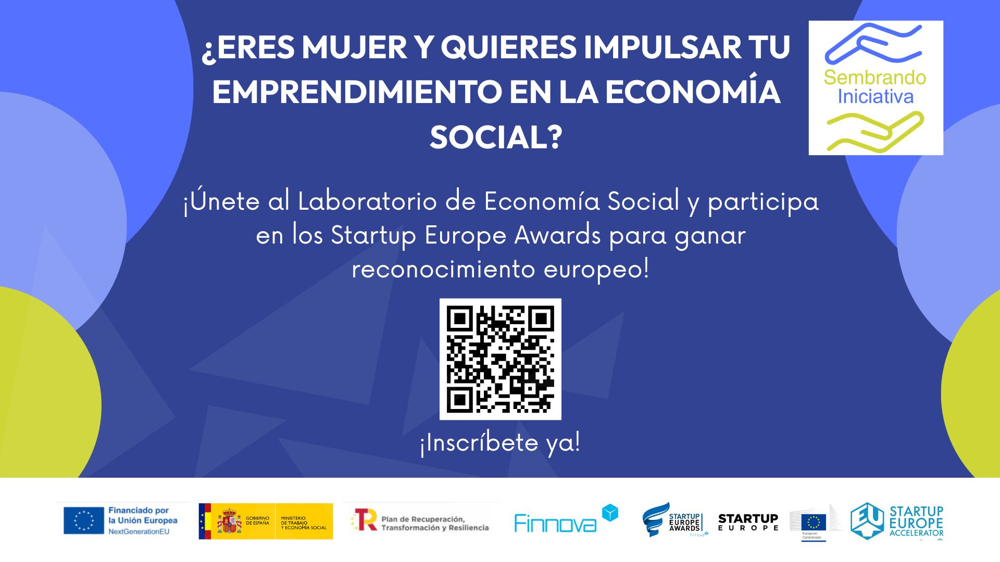 ¿ERES MUJER Y QUIERES IMPULSAR TU
EMPRENDIMIENTO EN LA ECONOMÍA
SOCIAL?
Sembrando
Iniciativa
¡Únete al Laboratorio de Economía Social y participa
en los Startup Europe Awards para ganar
reconocimiento europeo!
¡Inscríbete ya!
Financiado por
la Unión Europea
NextGenerationEU
GOBIERNO
DE ESPAÑA
MINISTERIO
DE TRABAJO
Y ECONOMÍA SOCIAL
TR
Plan de Recuperación,
Transformación y Resiliencia
Finnova
STARTUP
EUROPE
AWARDS
Finnova
STARTUP
EUROPE
European
Commission
EU
STARTUP
EUROPE
ACCELERATOR